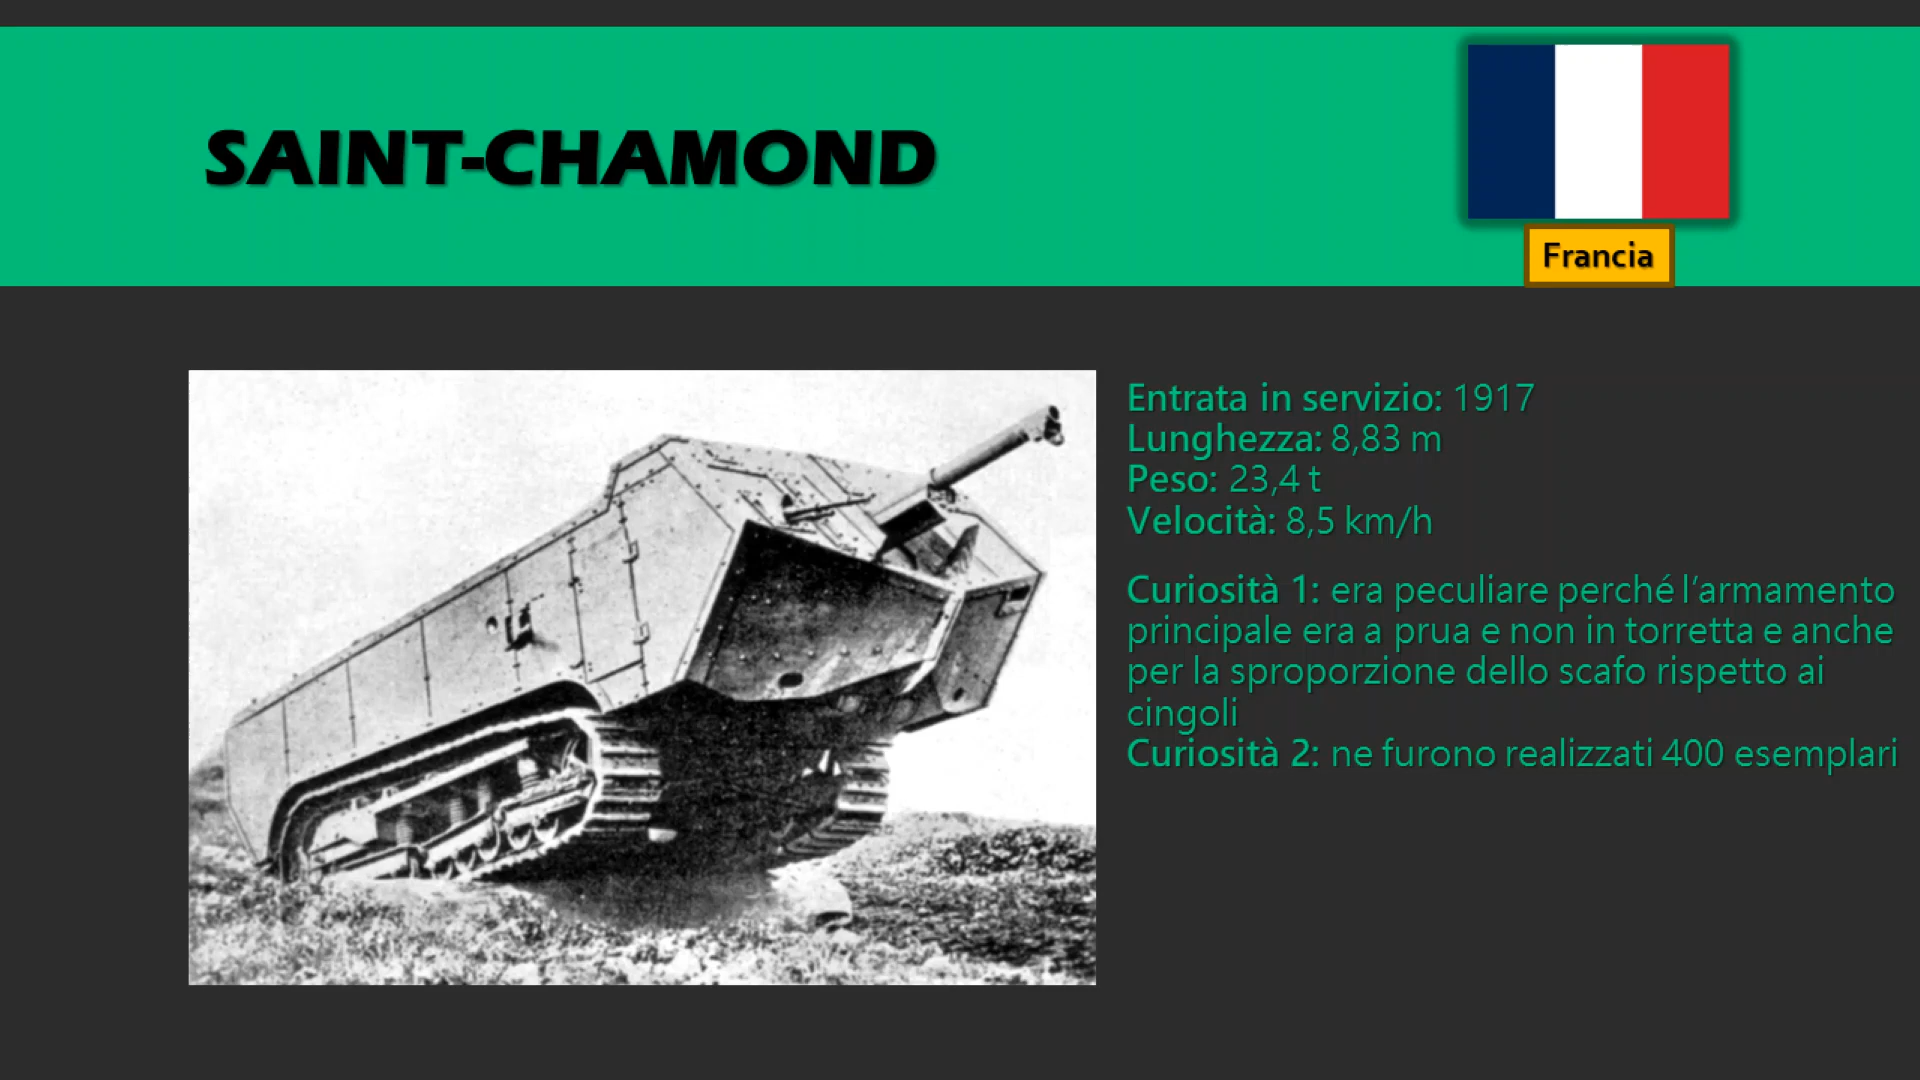 SAINT-CHAMOND
Francia
Entrata in servizio: 1917
Lunghezza: 8,83 m
Peso: 23,4 t
Velocità: 8,5 km/h
Curiosità 1: era peculiare perché l’armamento
principale era a prua e non in torretta e anche
per la sproporzione dello scafo rispetto ai
cingoli
Curiosità 2: ne furono realizzati 400 esemplari